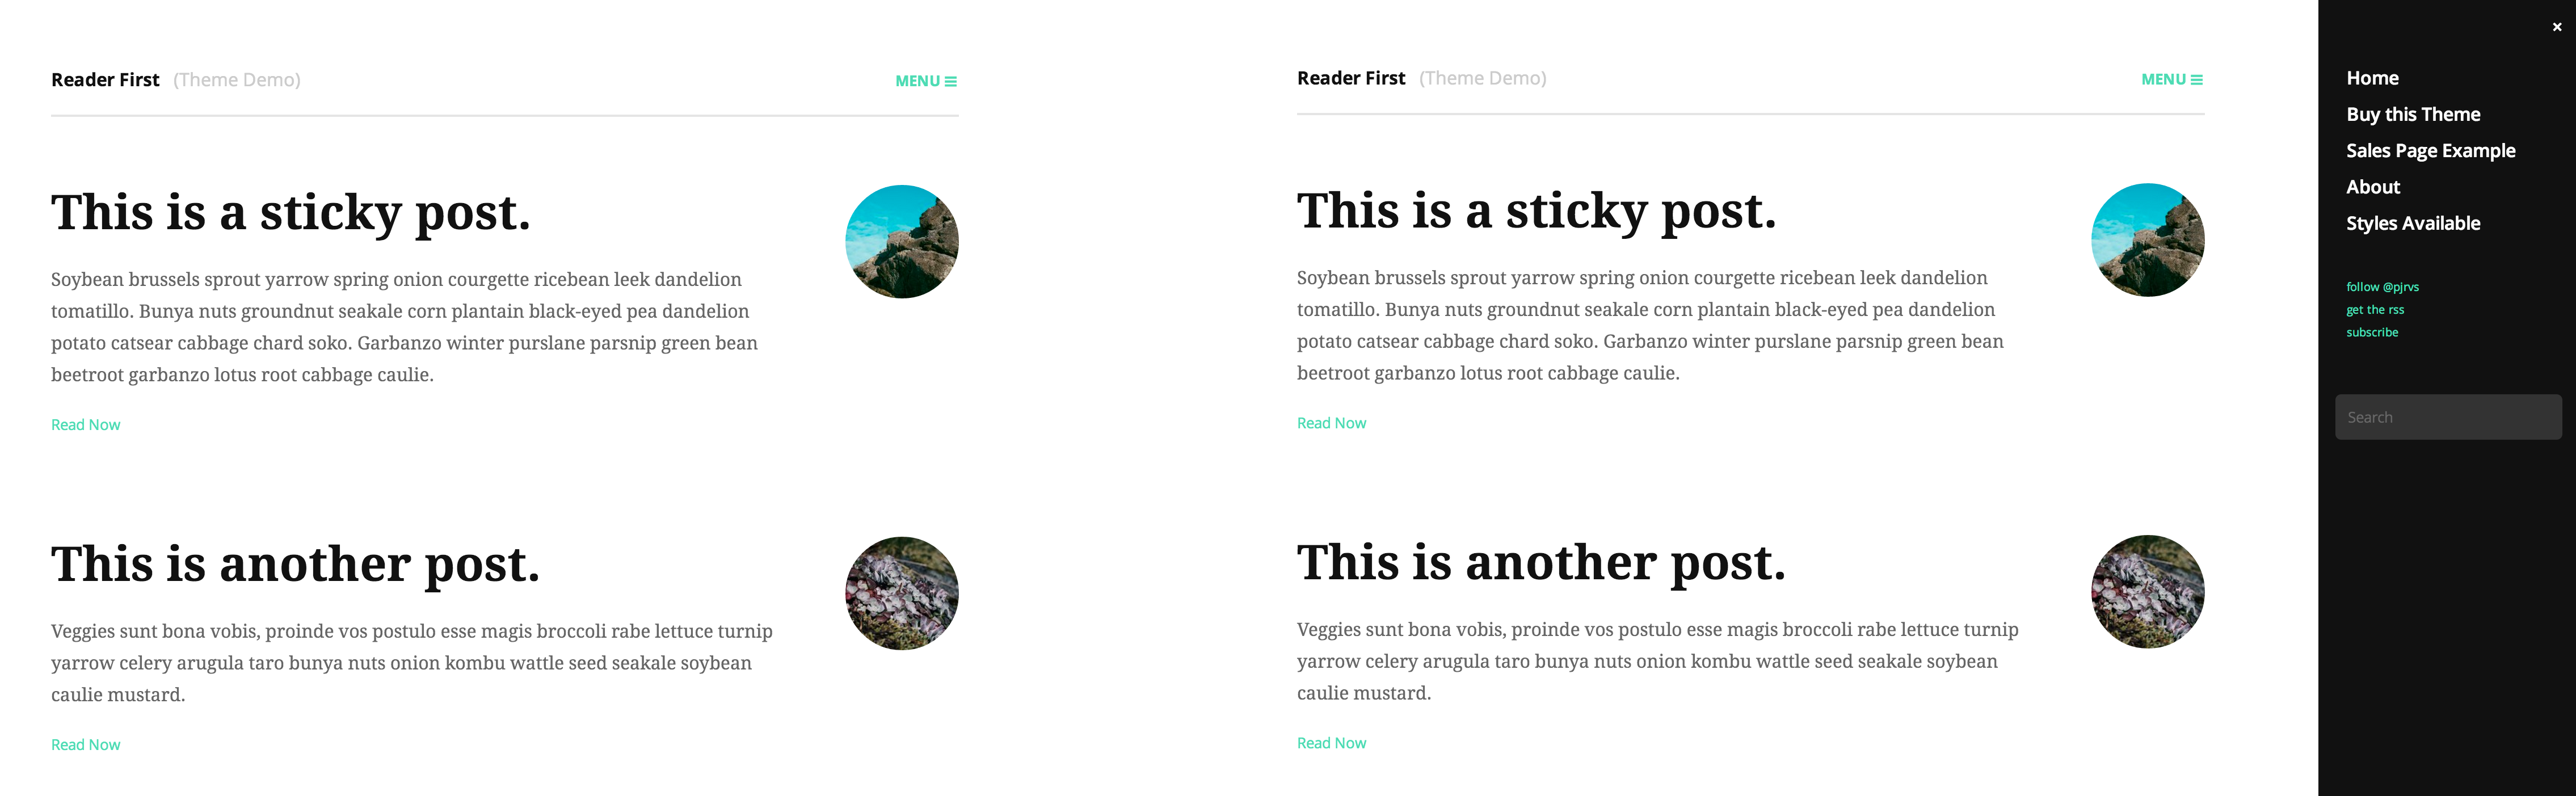 Reader First (Theme Demo)
MENU
This is a sticky post.
Soybean brussels sprout yarrow spring onion courgette ricebean leek dandelion
tomatillo. Bunya nuts groundnut seakale corn plantain black-eyed pea dandelion
potato catsear cabbage chard soko. Garbanzo winter purslane parsnip green bean
beetroot garbanzo lotus root cabbage caulie.
Read Now
This is another post.
Veggies sunt bona vobis, proinde vos postulo esse magis broccoli rabe lettuce turnip
yarrow celery arugula taro bunya nuts onion kombu wattle seed seakale soybean
caulie mustard.
Read Now
Reader First (Theme Demo)
MENU
This is a sticky post.
Soybean brussels sprout yarrow spring onion courgette ricebean leek dandelion
tomatillo. Bunya nuts groundnut seakale corn plantain black-eyed pea dandelion
potato catsear cabbage chard soko. Garbanzo winter purslane parsnip green bean
beetroot garbanzo lotus root cabbage caulie.
Read Now
This is another post.
Veggies sunt bona vobis, proinde vos postulo esse magis broccoli rabe lettuce turnip
yarrow celery arugula taro bunya nuts onion kombu wattle seed seakale soybean
caulie mustard.
Read Now
Home
Buy this Theme
Sales Page Example
About
Styles Available
follow @pjrvs
get the rss
subscribe
Search